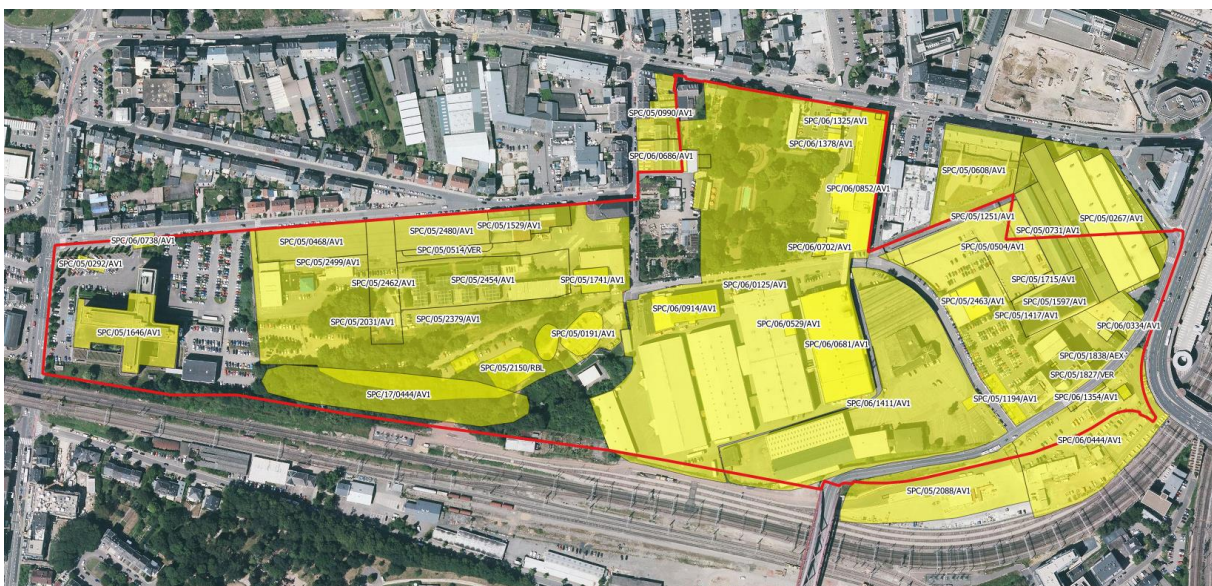 SPC/05/0990/AV1
SPC/06/1325/AV1
SPC/06/1378/AV1
SPC/06/0686/AV1
SPC/05/0608/AV1
SPC/06/0852/AV1
SPC/05/1529/AV1
SPC/05/1251/AV1
SPC/05/0267/AV1
SPC/05/2480/AV1
SPC/05/0731/AV1
SPC/06/0738/AV1
SPC/05/0468/AV1
SPC/05/0514/VER
SPC/06/0702/AV1
SPC/05/0504/AV1
SPC/05/0292/AV1
SPC/05/2499/AV1
SPC/05/2462/AV1
SPC/05/2454/AV1
SPC/05/1741/AV1
SPC/06/0125/AV1
SPC/05/1715/AV1
SPC/05/2463/AV1
SPC/05/1597/AV1
SPC/06/0914/AV1
SPC/05/1417/AV1
SPC/05/2031/AV1
SPC/05/2379/AV1
SPC/06/0529/AV1
SPC/06/0334/AV1
SPC/05/1646/AV1
SPC/05/0191/AV1
SPC/06/0681/AV1
SPC/05/1838/AEX
SPC/05/2150/RBL
SPC/05/1827/VER
SPC/17/0444/AV1
SPC/05/1194/AV1
SPC/06/1354/AV1
SPC/06/1411/AV1
SPC/06/0444/AV1
SPC/05/2088/AV1